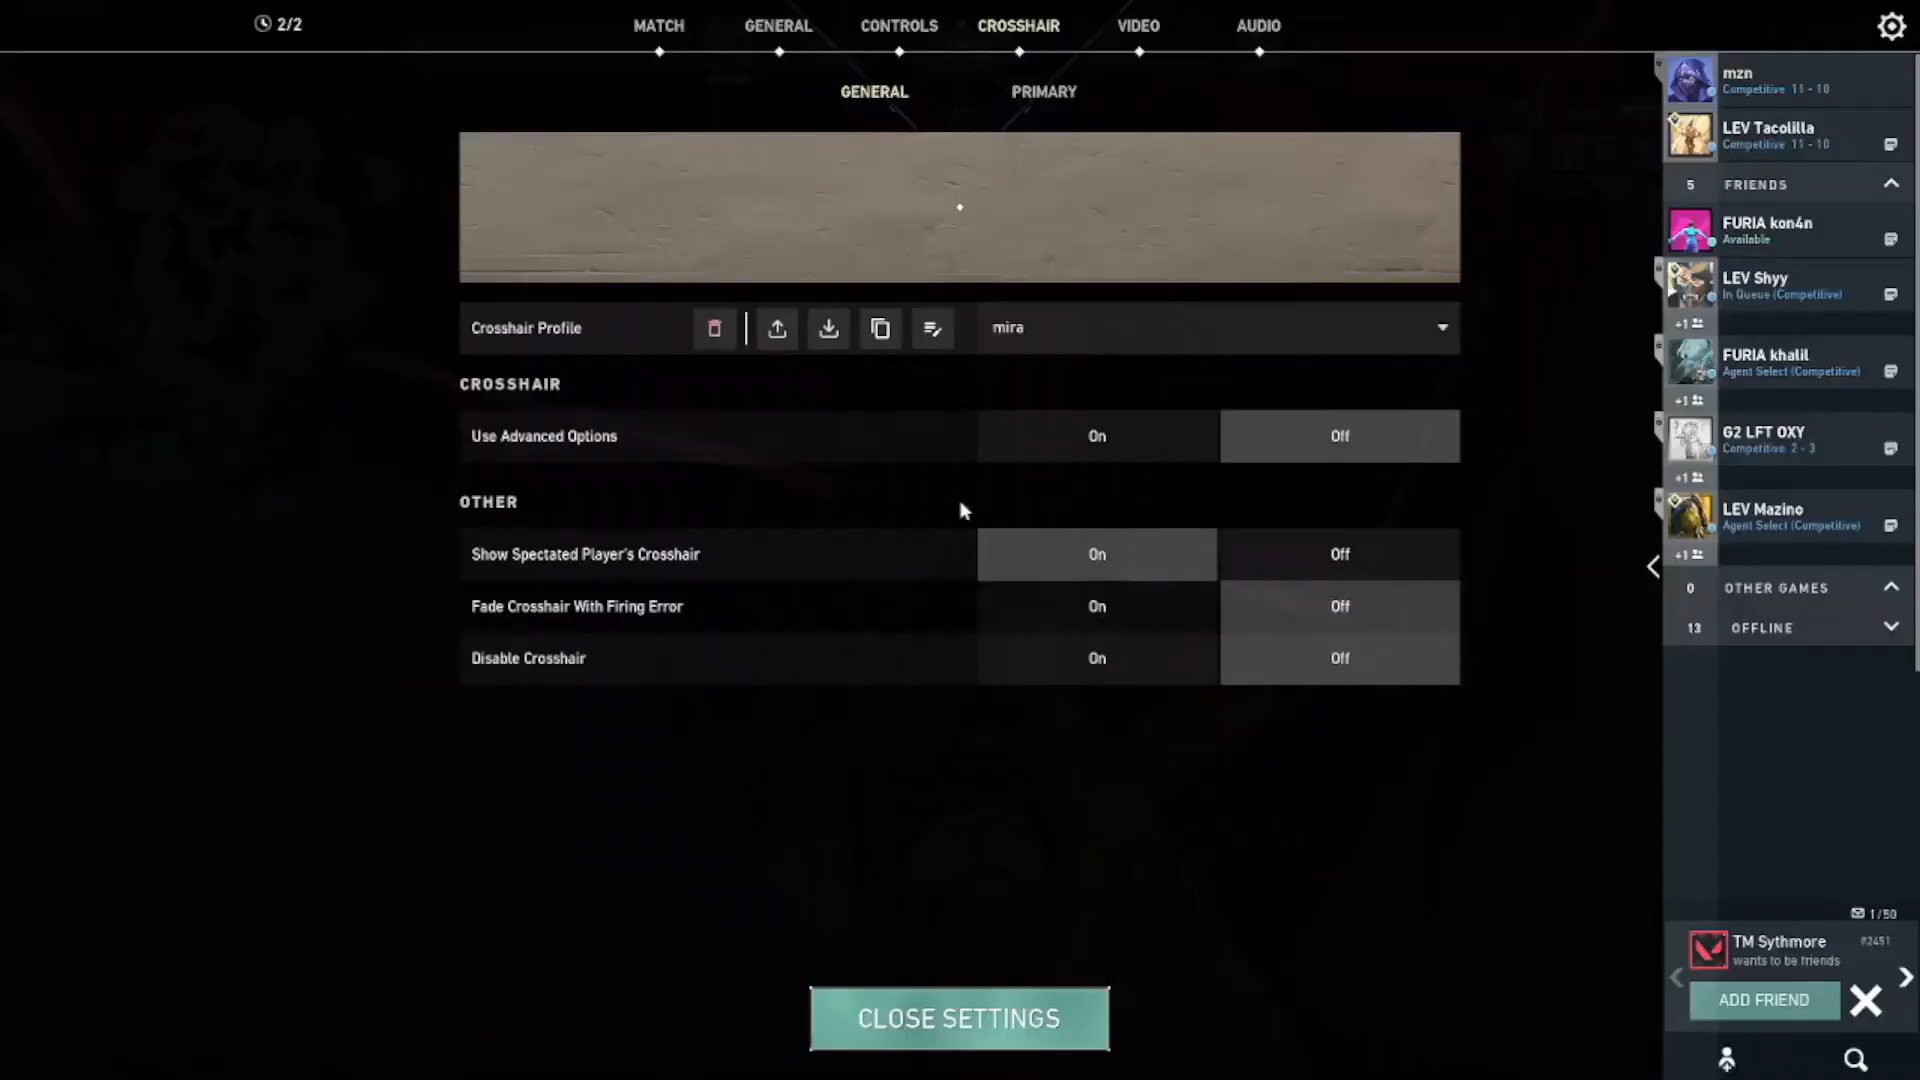 2/2
MATCH
GENERAL
CONTROLS
CROSSHAIR
VIDEO
AUDIO
GENERAL
PRIMARY
Crosshair Profile
mira
CROSSHAIR
Use Advanced Options
On
Off
OTHER
Show Spectated Player's Crosshair
On
Off
Fade Crosshair With Firing Error
On
Off
Disable Crosshair
On
Off
CLOSE SETTINGS
mzn
Competitive 11 - 10
LEV Tacolilla
Competitive 11 - 10
5 FRIENDS
FURIA kon4n
Available
LEV Shyy
In Queue (Competitive)
+1
FURIA khalil
Agent Select (Competitive)
+1
G2 LFT OXY
Competitive 2 - 3
+1
LEV Mazino
Agent Select (Competitive)
+1
0 OTHER GAMES
13 OFFLINE
1/50
TM Sythmore #2451
wants to be friends
ADD FRIEND